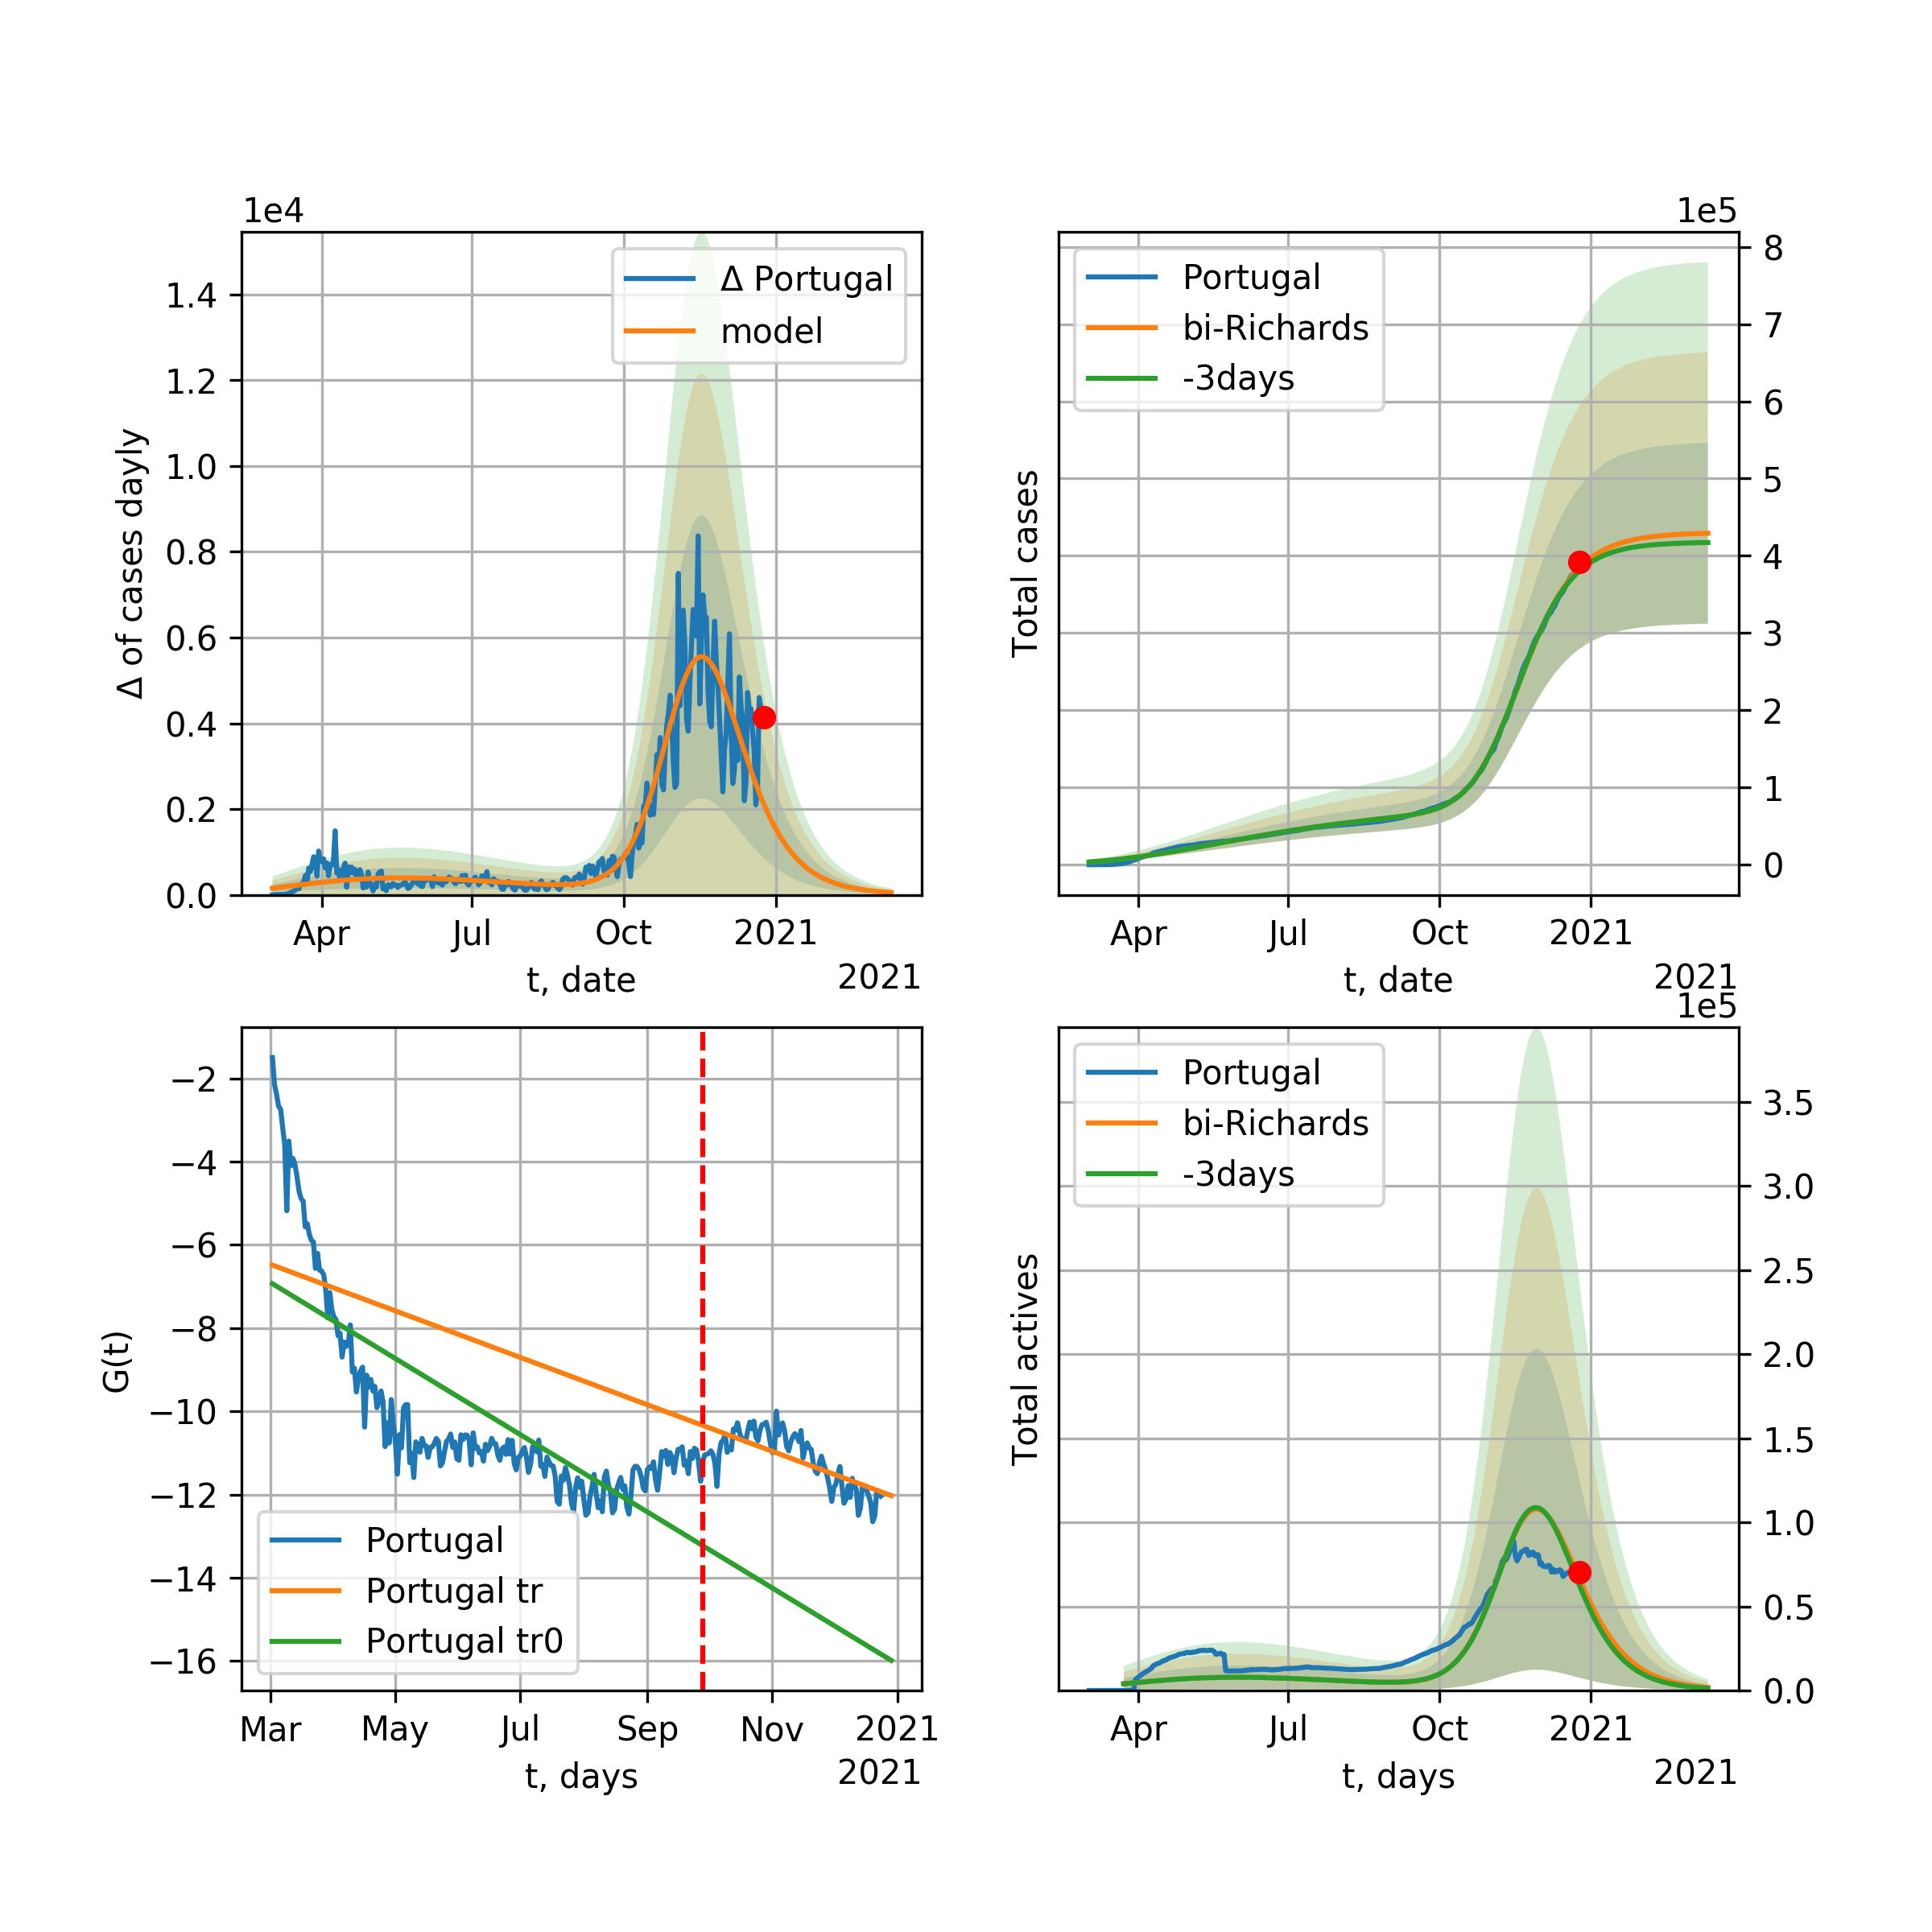 1e4
Δ of cases dayly
1.4
1.2
1.0
0.8
0.6
0.4
0.2
0.0
Δ Portugal
model
Apr
Jul
Oct
2021
t, date
2021
1e5
Total cases
Portugal
bi-Richards
-3days
8
7
6
5
4
3
2
1
0
Apr
Jul
Oct
2021
t, date
2021
G(t)
−2
−4
−6
−8
−10
−12
−14
−16
Portugal
Portugal tr
Portugal tr0
Mar
May
Jul
Sep
Nov
2021
t, days
2021
1e5
Total actives
Portugal
bi-Richards
-3days
3.5
3.0
2.5
2.0
1.5
1.0
0.5
0.0
Apr
Jul
Oct
2021
t, days
2021